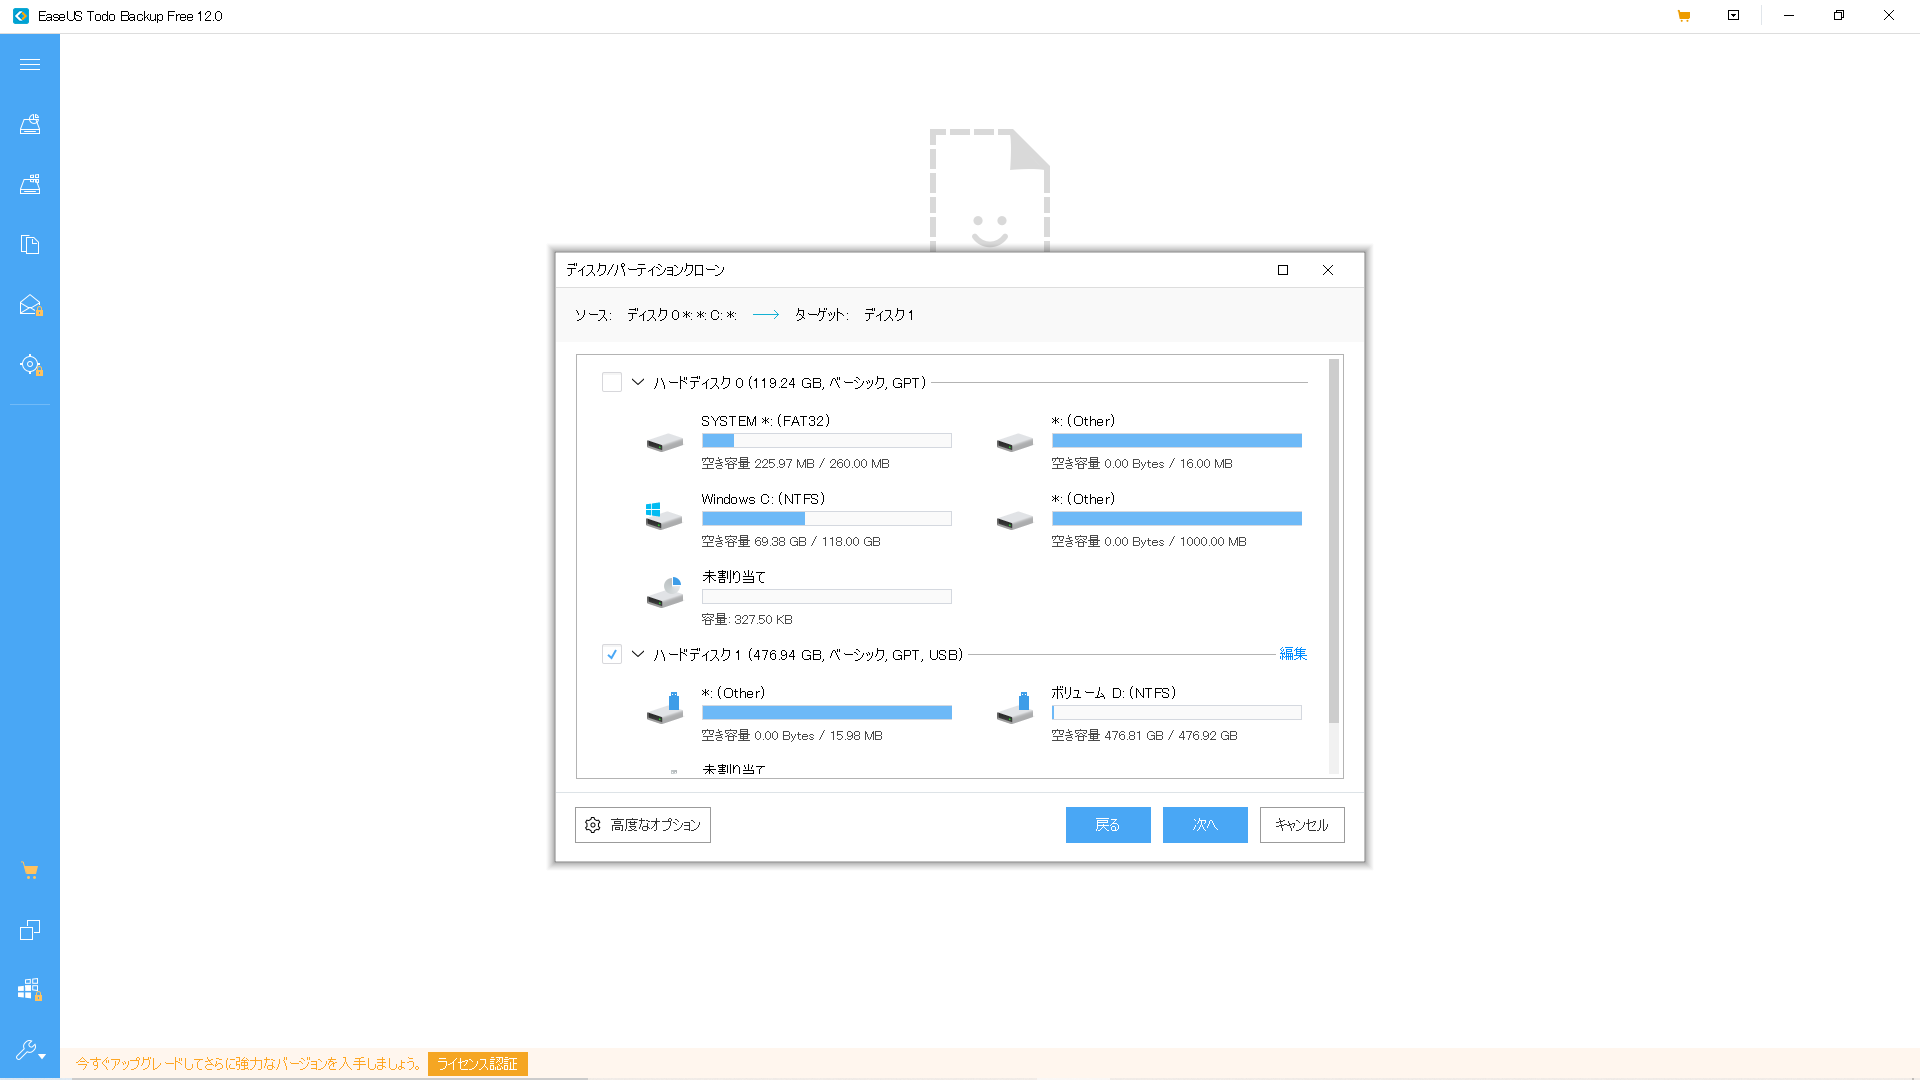 EaseUS Todo Backup Free 12.0
ディスク/パーティションクローン
ソース: ディスク 0 *: *: C: *: ターゲット: ディスク 1
ハードディスク 0 (119.24 GB, ベーシック, GPT)
SYSTEM *: (FAT32)
空き容量 225.97 MB / 260.00 MB
*: (Other)
空き容量 0.00 Bytes / 16.00 MB
Windows C: (NTFS)
空き容量 69.38 GB / 118.00 GB
*: (Other)
空き容量 0.00 Bytes / 1000.00 MB
未割り当て
容量: 327.50 KB
ハードディスク 1 (476.94 GB, ベーシック, GPT, USB)
編集
*: (Other)
空き容量 0.00 Bytes / 15.98 MB
ボリューム D: (NTFS)
空き容量 476.81 GB / 476.92 GB
未割り当て
高度なオプション
戻る
次へ
キャンセル
今すぐアップグレードしてさらに強力なバージョンを入手しましょう。
ライセンス認証